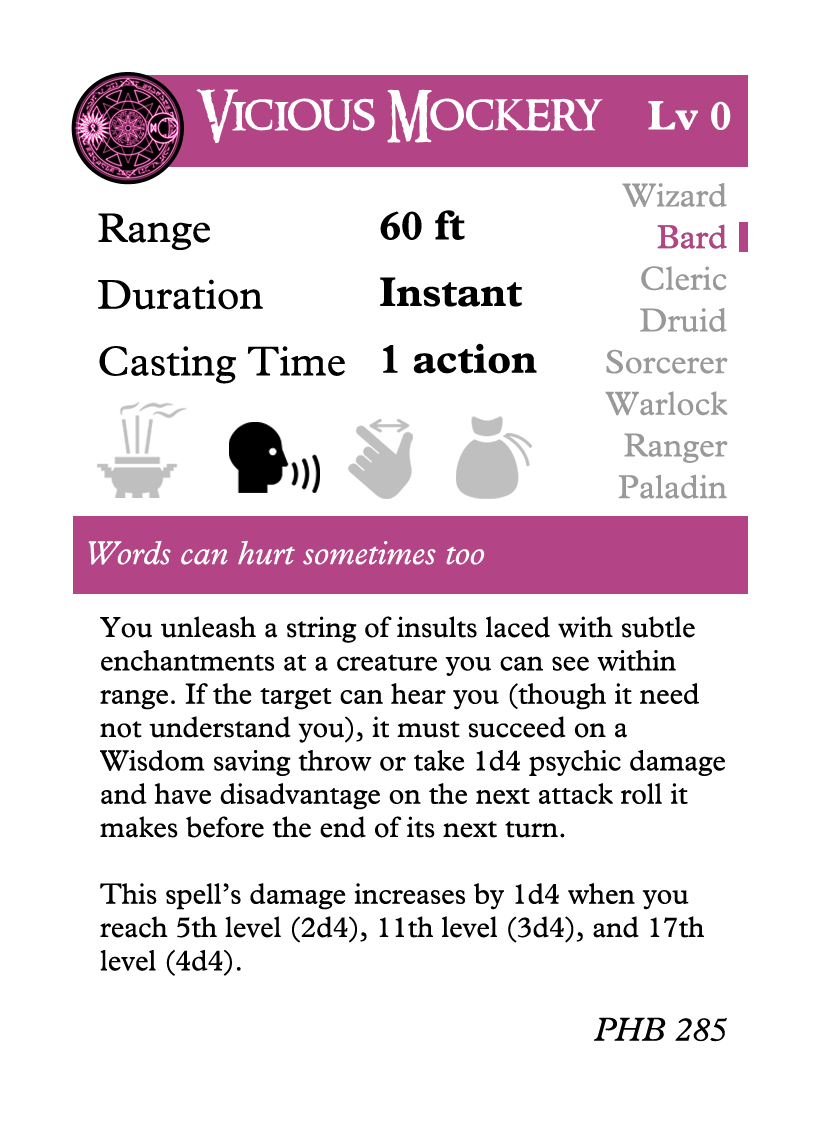 Vicious Mockery Lv 0
Wizard
Range 60 ft
Bard
Duration Instant
Cleric
Druid
Casting Time 1 action
Sorcerer
Warlock
Ranger
Paladin
Words can hurt sometimes too
You unleash a string of insults laced with subtle
enchantments at a creature you can see within
range. If the target can hear you (though it need
not understand you), it must succeed on a
Wisdom saving throw or take 1d4 psychic damage
and have disadvantage on the next attack roll it
makes before the end of its next turn.
This spell’s damage increases by 1d4 when you
reach 5th level (2d4), 11th level (3d4), and 17th
level (4d4).
PHB 285